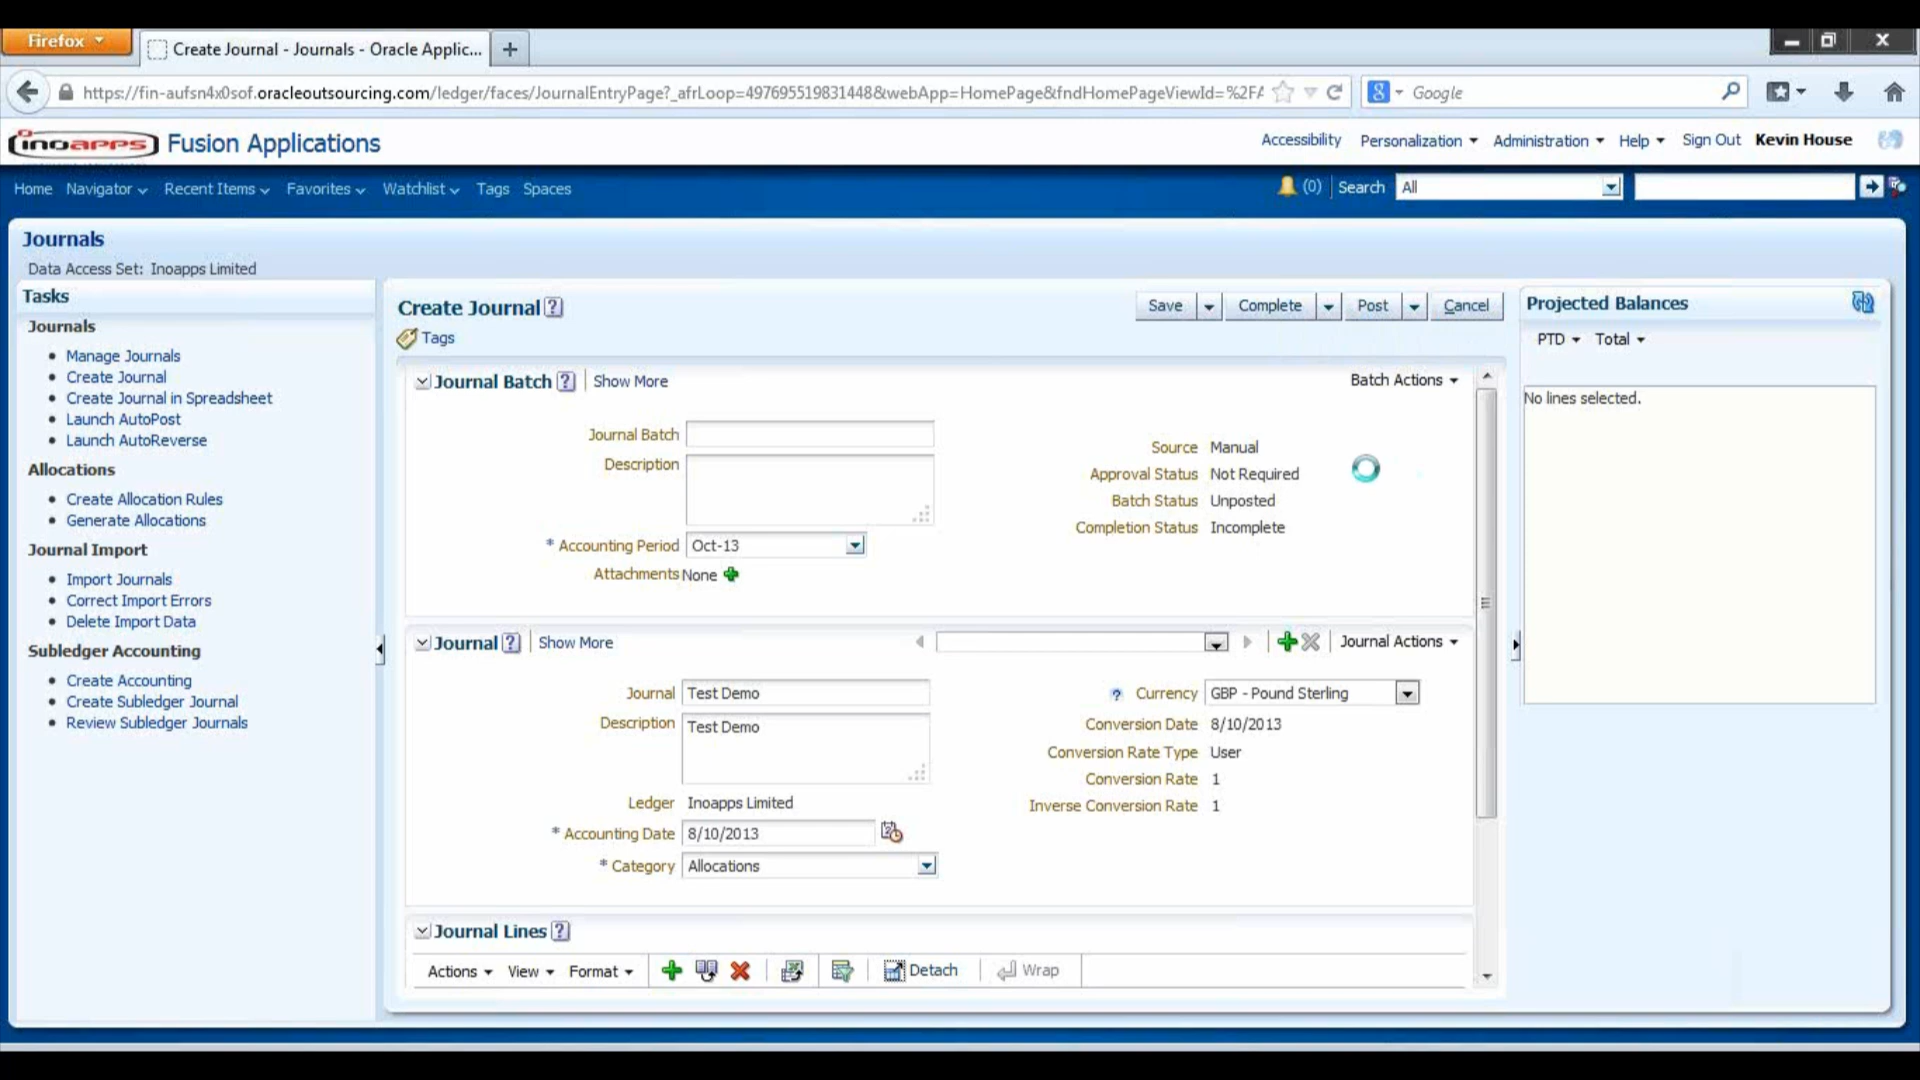 Firefox
Create Journal - Journals - Oracle Applic...
https://fin-aufsn4x0sof.oracleoutsourcing.com/ledger/faces/JournalEntryPage?_afrLoop=497695519831448&webApp=HomePage&fndHomePageViewId=%2FA
Google
inoapps Fusion Applications
Accessibility Personalization Administration Help Sign Out Kevin House
Home Navigator Recent Items Favorites Watchlist Tags Spaces
(0) Search All
Journals
Data Access Set: Inoapps Limited
Tasks
Journals
Manage Journals
Create Journal
Create Journal in Spreadsheet
Launch AutoPost
Launch AutoReverse
Allocations
Create Allocation Rules
Generate Allocations
Journal Import
Import Journals
Correct Import Errors
Delete Import Data
Subledger Accounting
Create Accounting
Create Subledger Journal
Review Subledger Journals
Create Journal ?
Save Complete Post Cancel
Tags
Journal Batch ? Show More Batch Actions
Journal Batch
Description
* Accounting Period Oct-13
Attachments None
Source Manual
Approval Status Not Required
Batch Status Unposted
Completion Status Incomplete
Journal ? Show More Journal Actions
Journal Test Demo
Description Test Demo
Ledger Inoapps Limited
* Accounting Date 8/10/2013
* Category Allocations
? Currency GBP - Pound Sterling
Conversion Date 8/10/2013
Conversion Rate Type User
Conversion Rate 1
Inverse Conversion Rate 1
Journal Lines ?
Actions View Format Detach Wrap
Projected Balances
PTD Total
No lines selected.